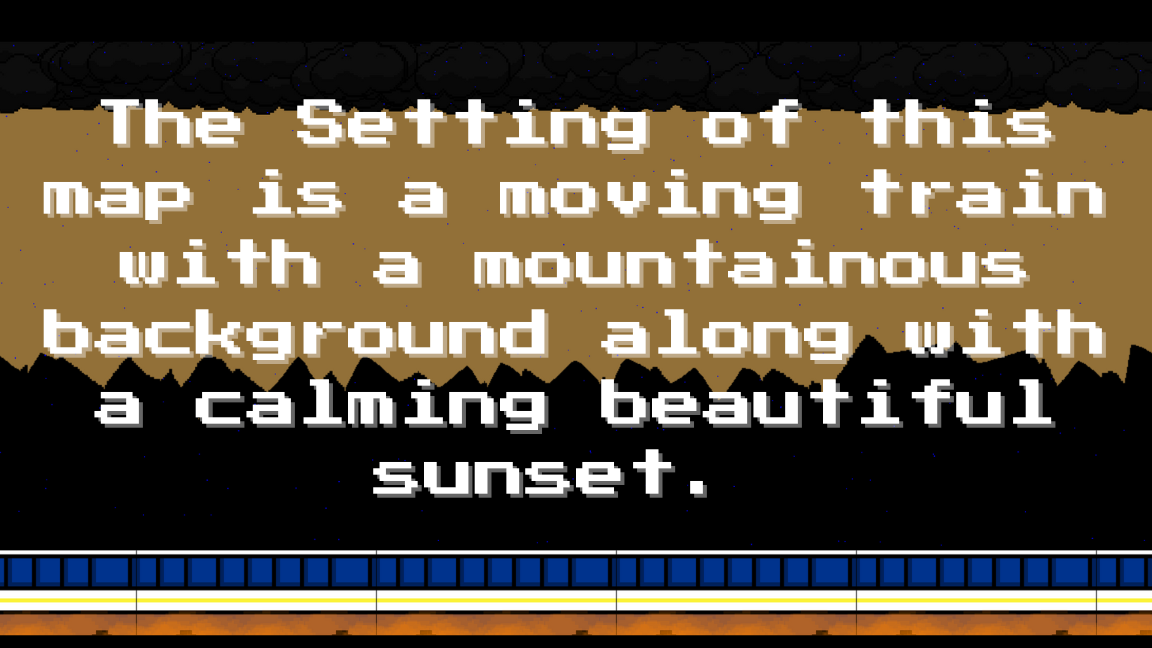 The Setting of this
map is a moving train
with a mountainous
background along with
a calming beautiful
sunset.